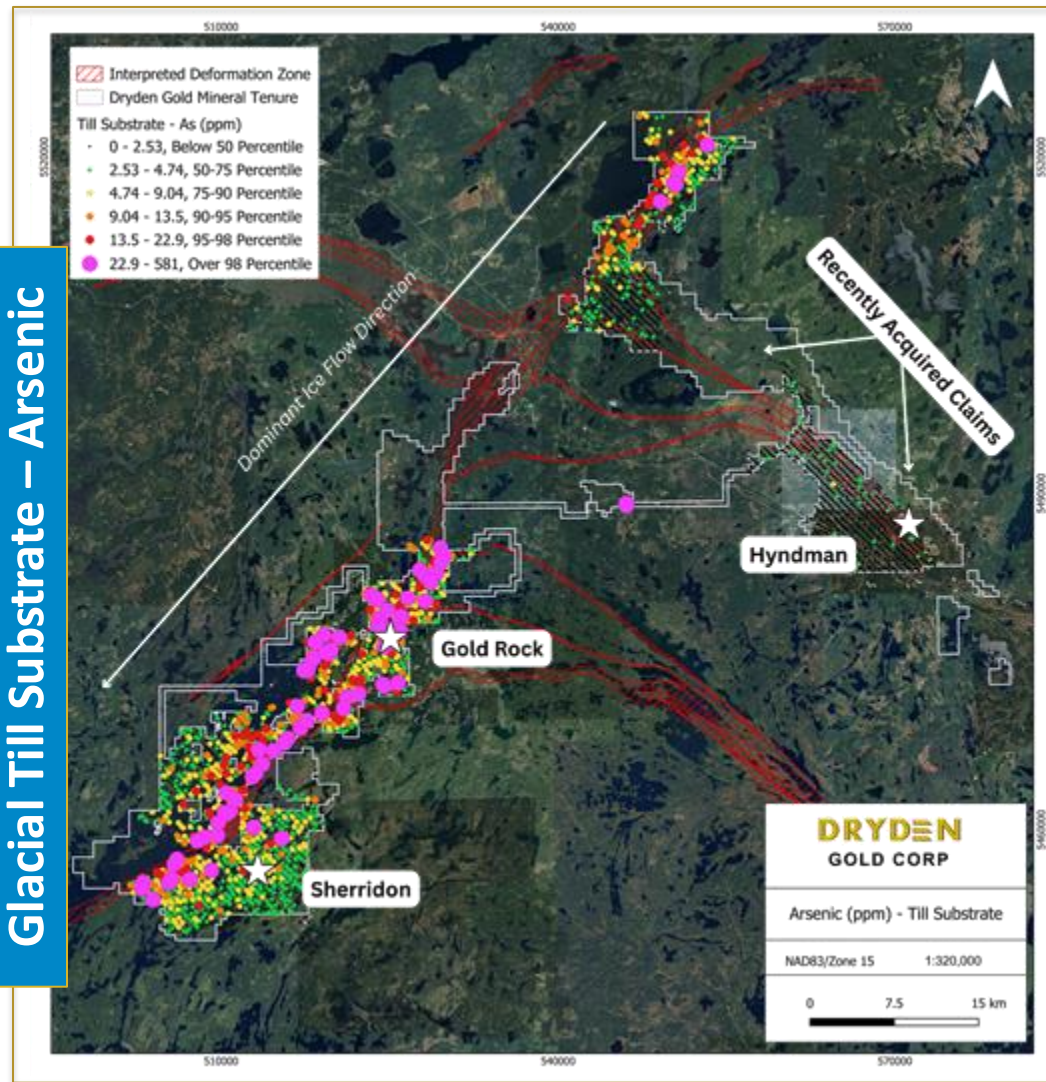 Glacial Till Substrate – Arsenic
510000
540000
570000
5520000
5520000
Interpreted Deformation Zone
Dryden Gold Mineral Tenure
Till Substrate - As (ppm)
0 - 2.53, Below 50 Percentile
2.53 - 4.74, 50-75 Percentile
4.74 - 9.04, 75-90 Percentile
9.04 - 13.5, 90-95 Percentile
13.5 - 22.9, 95-98 Percentile
22.9 - 581, Over 98 Percentile
Dominant Ice Flow Direction
Recently Acquired Claims
5490000
Hyndman
Gold Rock
Sherridon
5460000
DRYDEN
GOLD CORP
Arsenic (ppm) - Till Substrate
NAD83/Zone 15 1:320,000
0 7.5 15 km
510000
540000
570000